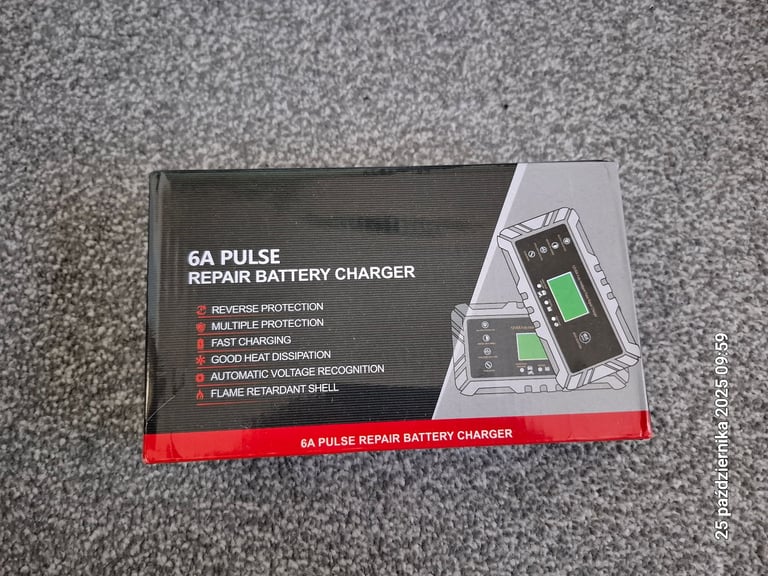 6A PULSE
REPAIR BATTERY CHARGER
REVERSE PROTECTION
MULTIPLE PROTECTION
FAST CHARGING
GOOD HEAT DISSIPATION
AUTOMATIC VOLTAGE RECOGNITION
FLAME RETARDANT SHELL
6A PULSE REPAIR BATTERY CHARGER
25 października 2025 09:59